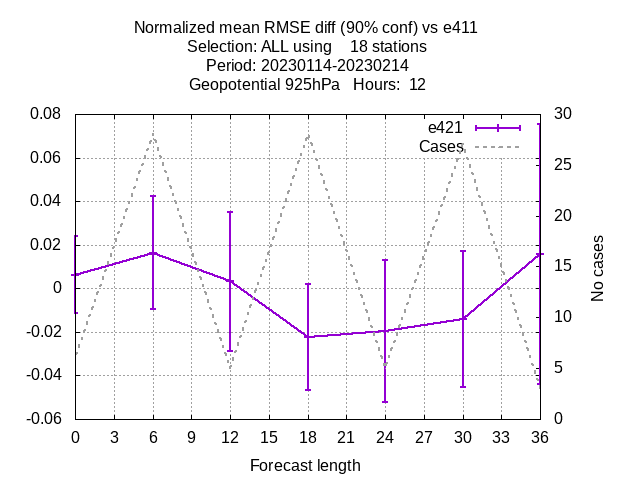 Normalized mean RMSE diff (90% conf) vs e411
Selection: ALL using    18 stations
Period: 20230114-20230214
Geopotential 925hPa   Hours:  12
0.08
0.06
0.04
0.02
0
-0.02
-0.04
-0.06
e421
Cases
30
25
20
15
10
5
0
No cases
0 3 6 9 12 15 18 21 24 27 30 33 36
Forecast length